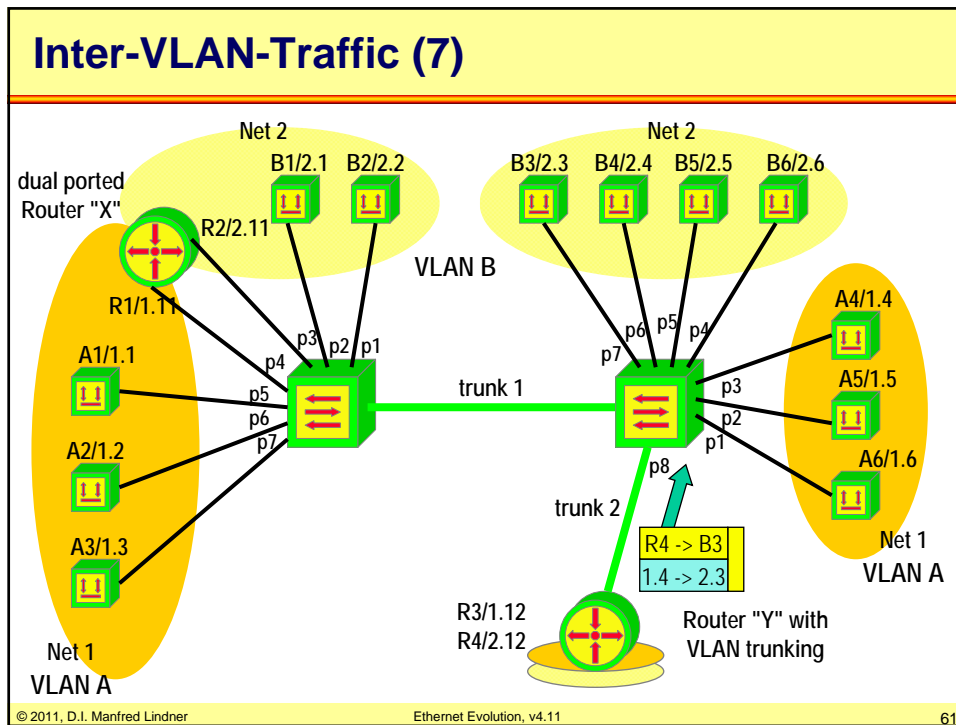 Inter-VLAN-Traffic (7)
Net 2
Net 2
B1/2.1
B2/2.2
B3/2.3
B4/2.4
B5/2.5
B6/2.6
dual ported
Router "X"
R2/2.11
VLAN B
R1/1.11
A4/1.4
p3
p2
p1
p4
p6
p5
p4
p7
A1/1.1
p5
p6
p7
trunk 1
p3
p2
p1
A5/1.5
A2/1.2
A6/1.6
p8
trunk 2
A3/1.3
R4 -> B3
1.4 -> 2.3
Net 1
VLAN A
R3/1.12
R4/2.12
Router "Y" with
VLAN trunking
Net 1
VLAN A
© 2011, D.I. Manfred Lindner
Ethernet Evolution, v4.11
61